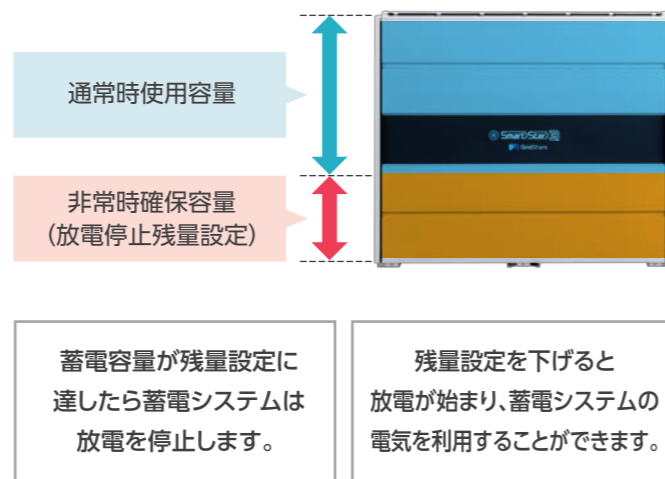 通常時使用容量
Smart Star
GridShare
非常時確保容量
(放電停止残量設定)
蓄電容量が残量設定に
達したら蓄電システムは
放電を停止します。
残量設定を下げると
放電が始まり、蓄電システムの
電気を利用することができます。